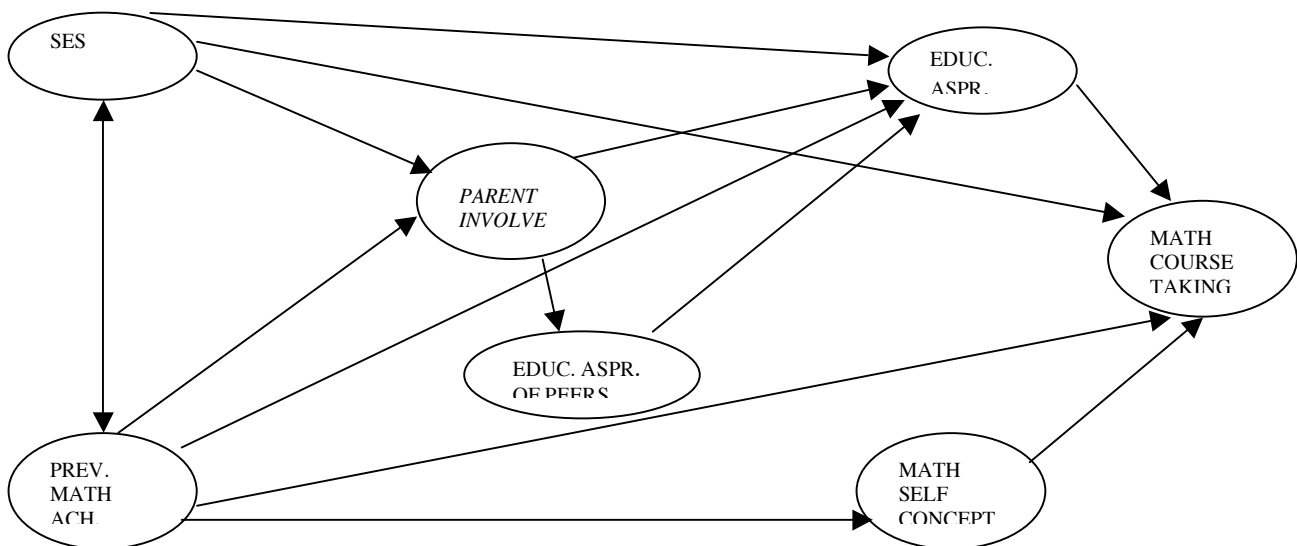 SES
EDUC.
ASPR.
PARENT
INVOLVE
MATH
COURSE
TAKING
EDUC. ASPR.
OF PEERS
PREV.
MATH
ACH.
MATH
SELF
CONCEPT